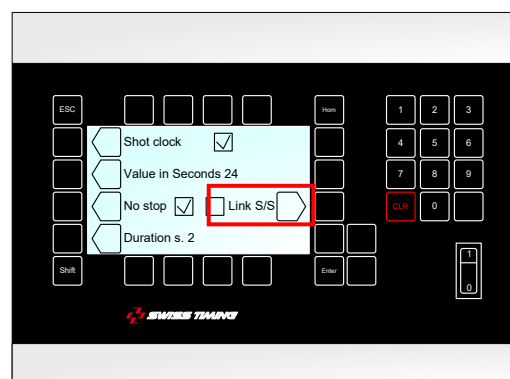 ESC
Horn
1 2 3
Shot clock
4 5 6
Value in Seconds 24
7 8 9
No stop Link S/S
CLR 0
Duration s. 2
Shift
Enter
1
0
SWISS TIMING